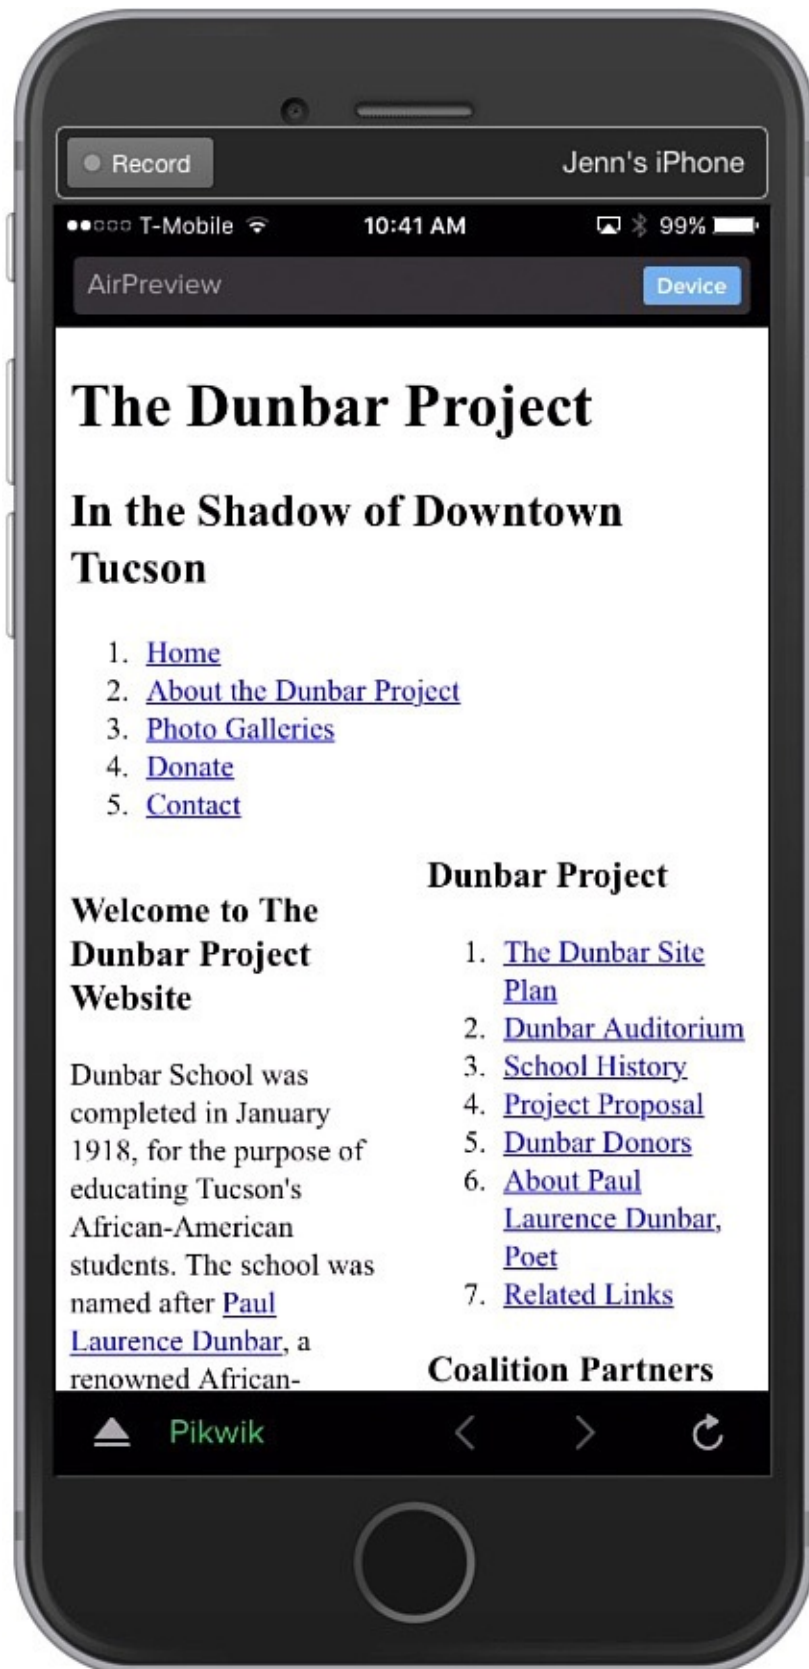 Record
Jenn's iPhone
T-Mobile
10:41 AM
99%
AirPreview
Device
The Dunbar Project
In the Shadow of Downtown
Tucson
1. Home
2. About the Dunbar Project
3. Photo Galleries
4. Donate
5. Contact
Welcome to The
Dunbar Project
Website
Dunbar School was
completed in January
1918, for the purpose of
educating Tucson's
African-American
students. The school was
named after Paul
Laurence Dunbar, a
renowned African-
Dunbar Project
1. The Dunbar Site
Plan
2. Dunbar Auditorium
3. School History
4. Project Proposal
5. Dunbar Donors
6. About Paul
Laurence Dunbar,
Poet
7. Related Links
Coalition Partners
Pikwik